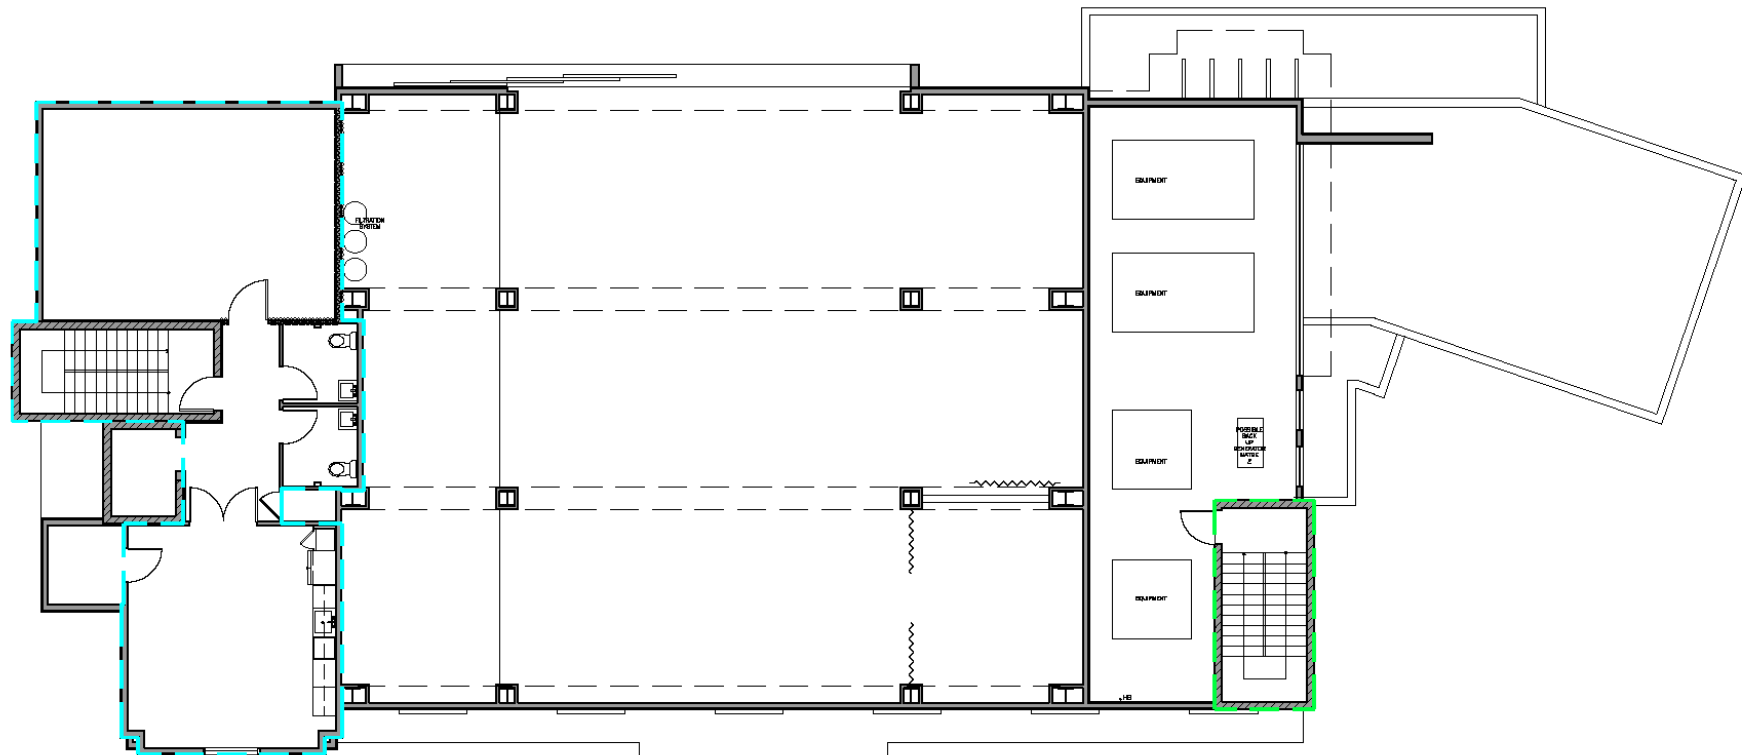 EQUIPMENT
FILTRATION
SYSTEM
EQUIPMENT
POSSIBLE
BACK
UP
GENERATOR
EQUIPMENT
EQUIPMENT
HB